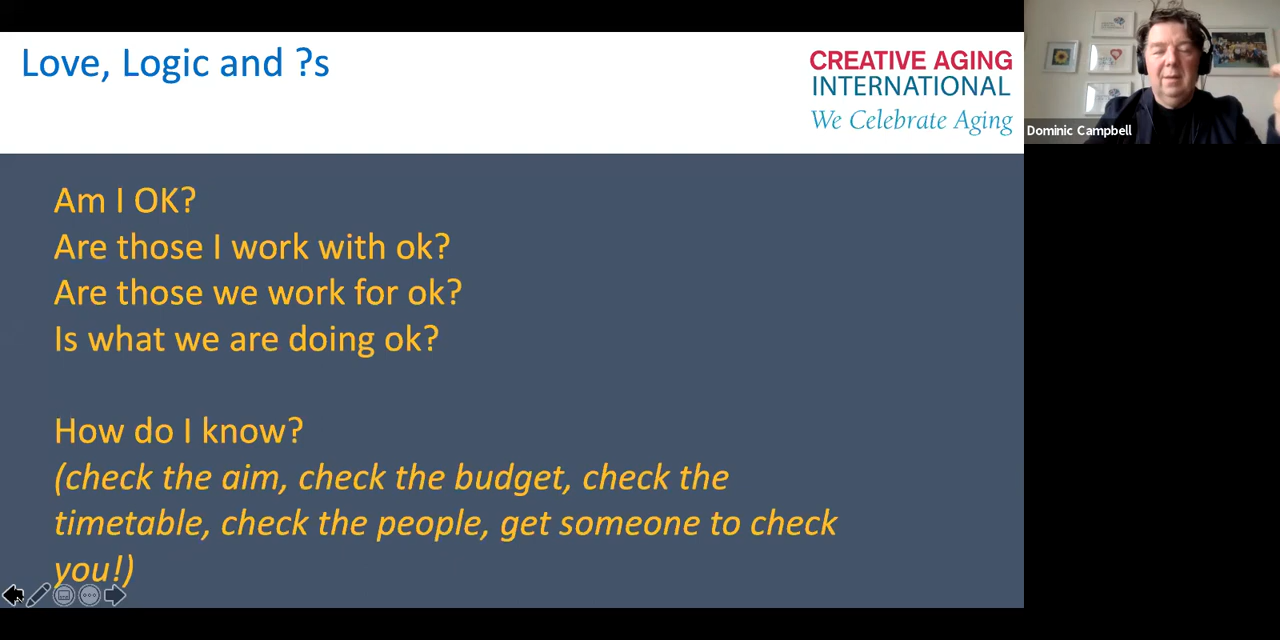 Love, Logic and ?s
CREATIVE AGING
INTERNATIONAL
We Celebrate Aging
Dominic Campbell
Am I OK?
Are those I work with ok?
Are those we work for ok?
Is what we are doing ok?
How do I know?
(check the aim, check the budget, check the
timetable, check the people, get someone to check
you!)